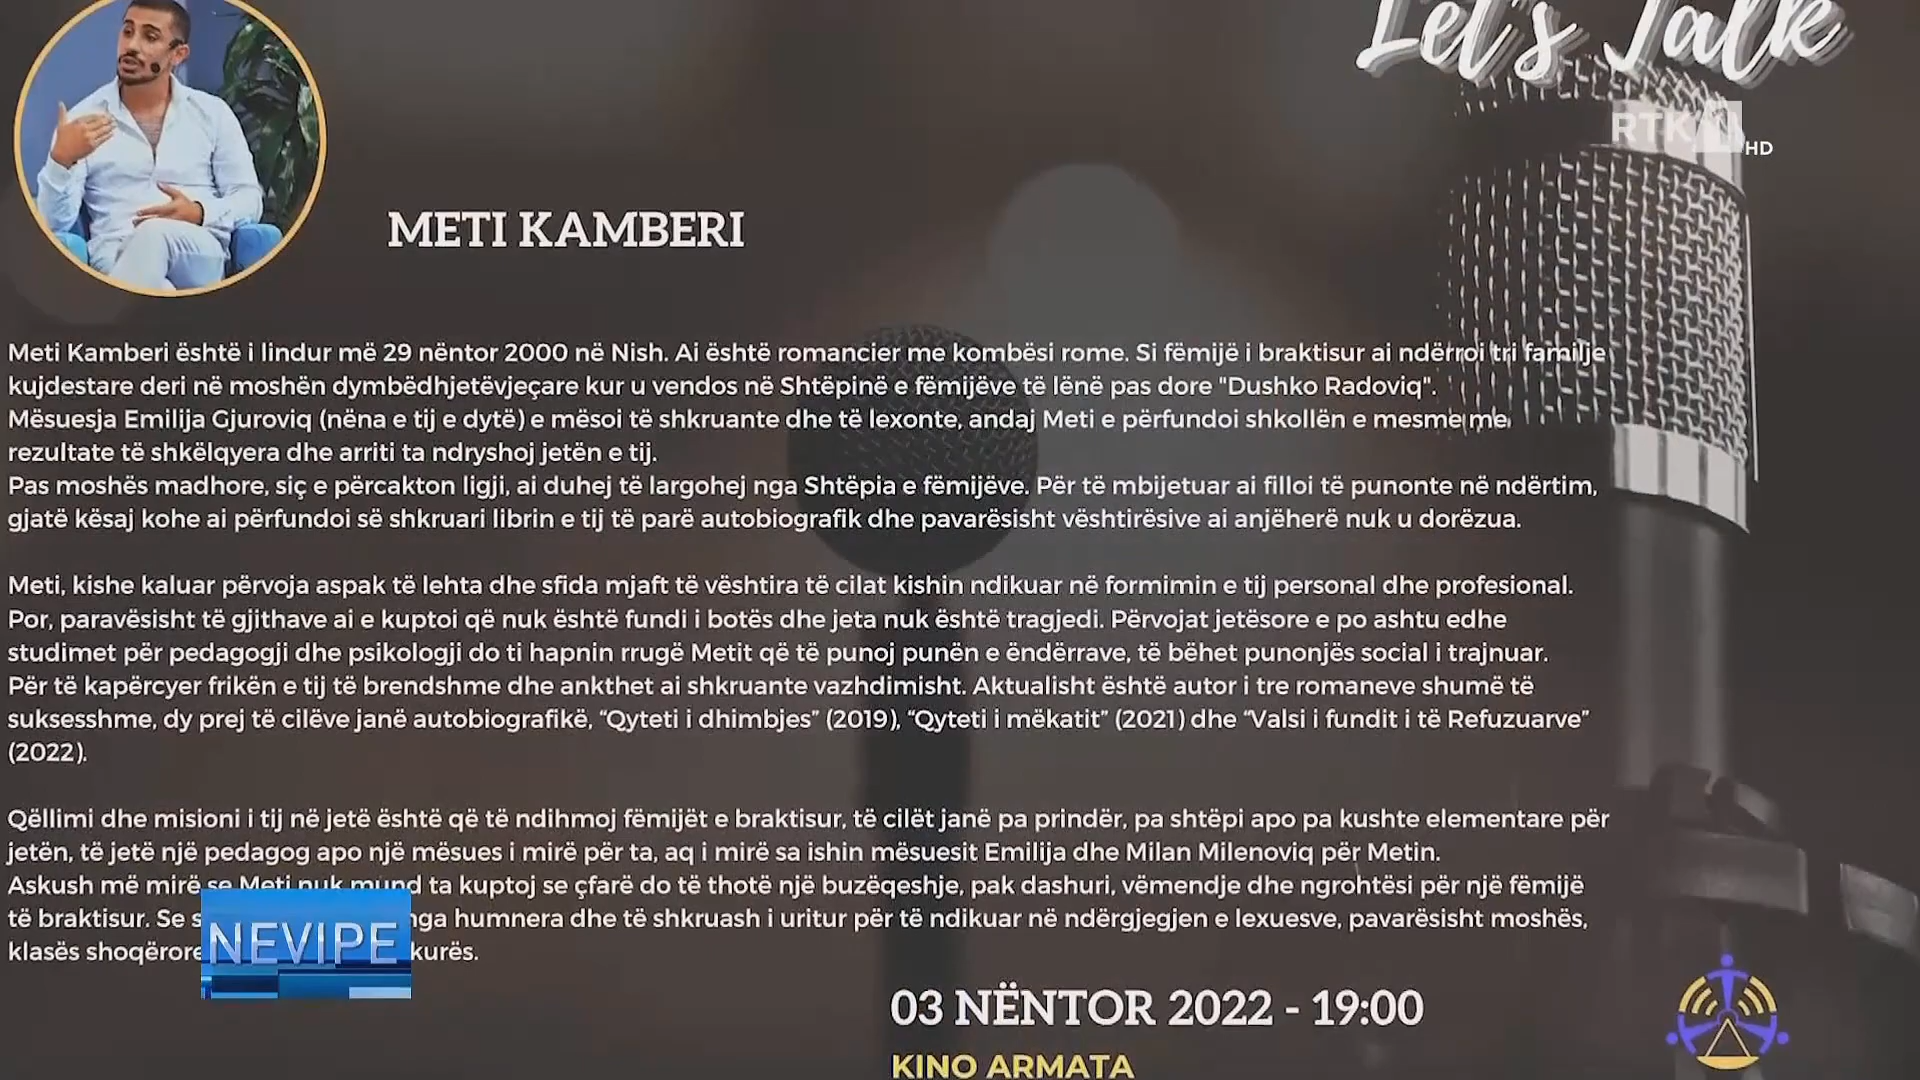 Let's Talk
RTK 1 HD
METI KAMBERI
Meti Kamberi është i lindur më 29 nëntor 2000 në Nish. Ai është romancier me kombësi rome. Si fëmijë i braktisur ai ndërroi tri familje
kujdestare deri në moshën dymbëdhjetëvjeçare kur u vendos në Shtëpinë e fëmijëve të lënë pas dore "Dushko Radoviq".
Mësuesja Emilija Gjuroviq (nëna e tij e dytë) e mësoi të shkruante dhe të lexonte, andaj Meti e përfundoi shkollën e mesme me
rezultate të shkëlqyera dhe arriti ta ndryshoj jetën e tij.
Pas moshës madhore, siç e përcakton ligji, ai duhej të largohej nga Shtëpia e fëmijëve. Për të mbijetuar ai filloi të punonte në ndërtim,
gjatë kësaj kohe ai përfundoi së shkruari librin e tij të parë autobiografik dhe pavarësisht vështirësive ai anjëherë nuk u dorëzua.
Meti, kishe kaluar përvoja aspak të lehta dhe sfida mjaft të vështira të cilat kishin ndikuar në formimin e tij personal dhe profesional.
Por, paravësisht të gjithave ai e kuptoi që nuk është fundi i botës dhe jeta nuk është tragjedi. Përvojat jetësore e po ashtu edhe
studimet për pedagogji dhe psikologji do ti hapnin rrugë Metit që të punoj punën e ëndërrave, të bëhet punonjës social i trajnuar.
Për të kapërcyer frikën e tij të brendshme dhe ankthet ai shkruante vazhdimisht. Aktualisht është autor i tre romaneve shumë të
suksesshme, dy prej të cilëve janë autobiografikë, “Qyteti i dhimbjes” (2019), “Qyteti i mëkatit” (2021) dhe “Valsi i fundit i të Refuzuarve”
(2022).
Qëllimi dhe misioni i tij në jetë është që të ndihmoj fëmijët e braktisur, të cilët janë pa prindër, pa shtëpi apo pa kushte elementare për
jetën, të jetë një pedagog apo një mësues i mirë për ta, aq i mirë sa ishin mësuesit Emilija dhe Milan Milenoviq për Metin.
Askush më mirë se Meti nuk mund ta kuptoj se çfarë do të thotë një buzëqeshje, pak dashuri, vëmendje dhe ngrohtësi për një fëmijë
të braktisur. Se nga humnera dhe të shkruash i uritur për të ndikuar në ndërgjegjen e lexuesve, pavarësisht moshës,
klasës shoqërore kurës.
NEVIPE
03 NËNTOR 2022 - 19:00
KINO ARMATA